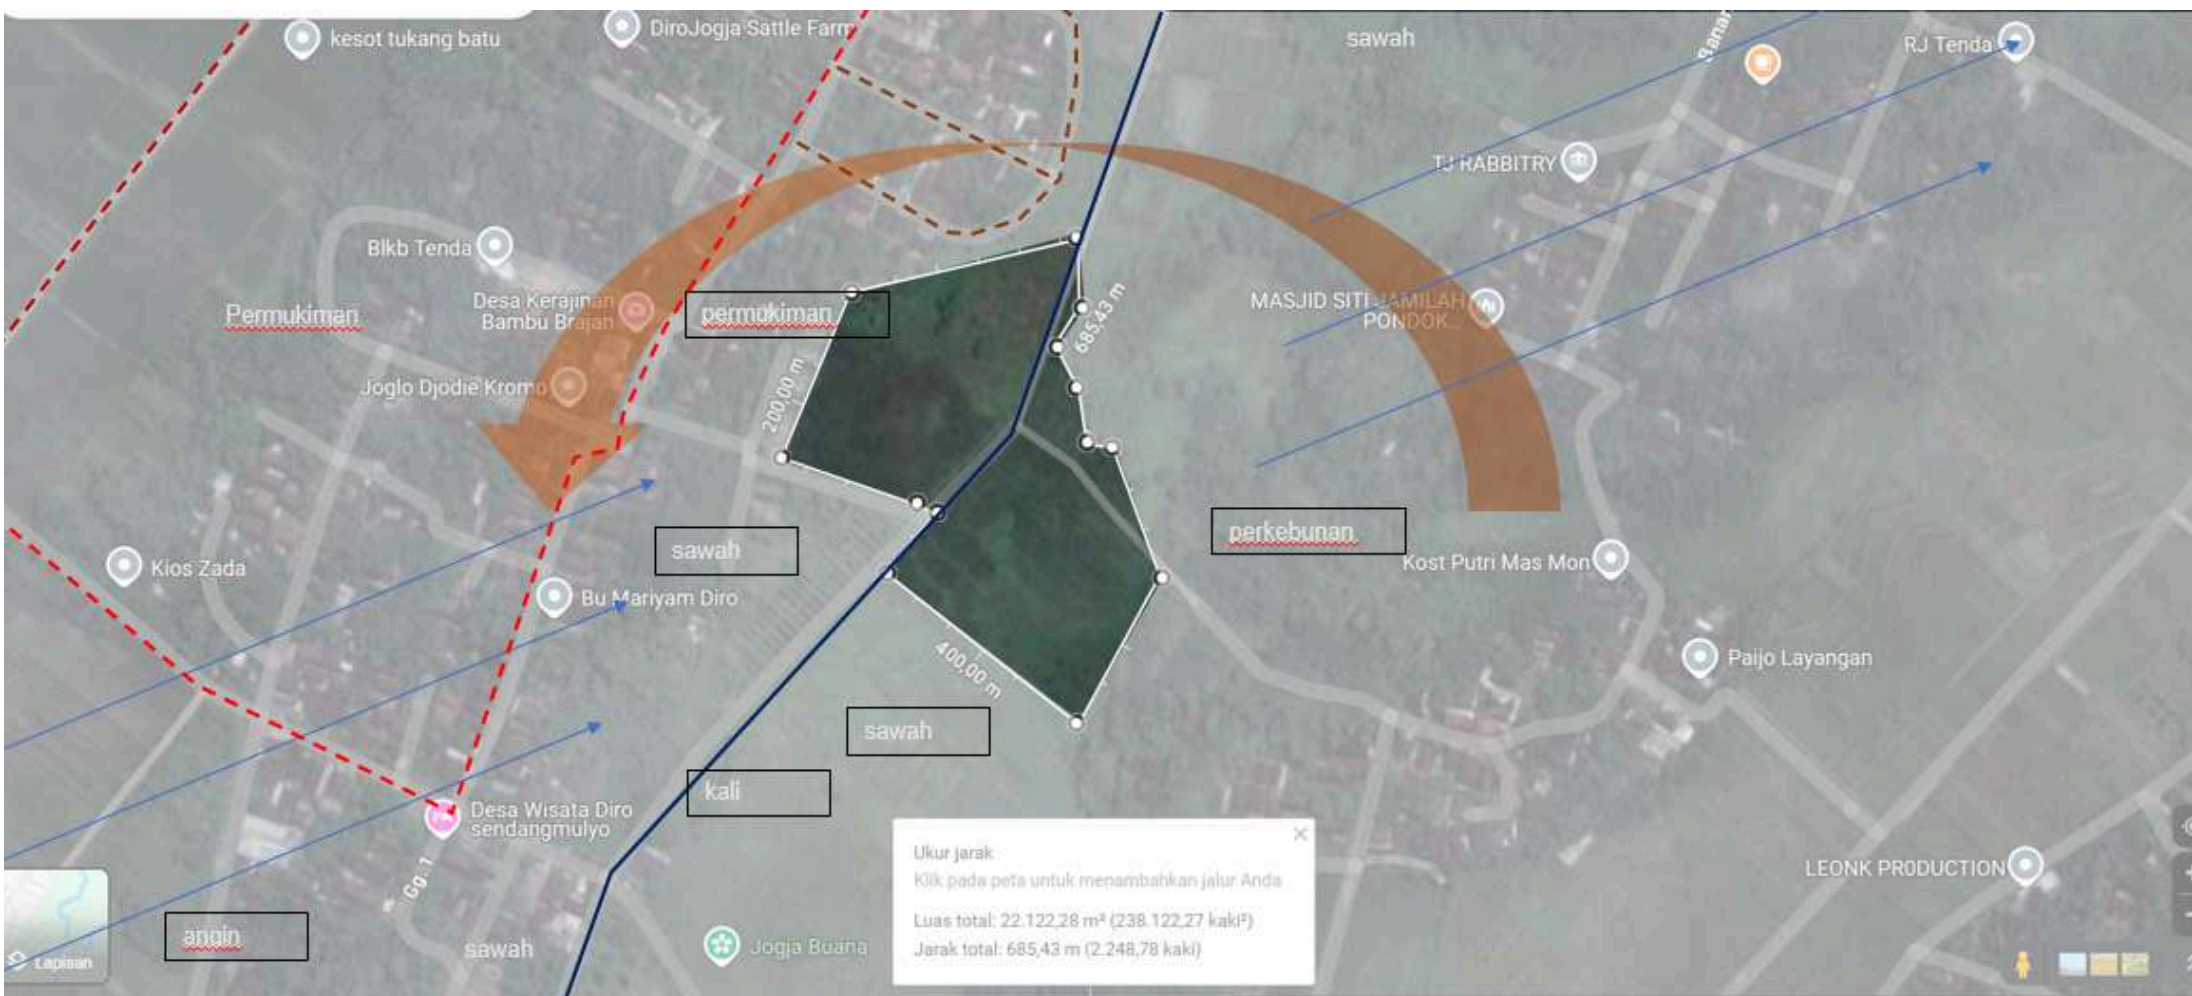 kesot tukang batu
DiroJogja Sattle Farm
sawah
RJ Tenda
TJ RABBITRY
Blkb Tenda
Permukiman
Desa Kerajinan
Bambu Brajan
permukiman
685,43 m
MASJID SITI JAMILAH
PONDOK...
Joglo Djodie Kromo
200,00 m
sawah
perkebunan
Kios Zada
Kost Putri Mas Mon
Bu Mariyam Diro
400,00 m
Paijo Layangan
sawah
kali
Desa Wisata Diro
sendangmulyo
Gg. 1
Ukur jarak
Klik pada peta untuk menambahkan jalur Anda
Luas total: 22.122,28 m² (238.122,27 kaki²)
Jarak total: 685,43 m (2.248,78 kaki)
LEONK PRODUCTION
angin
sawah
Jogja Buana
Lapisan